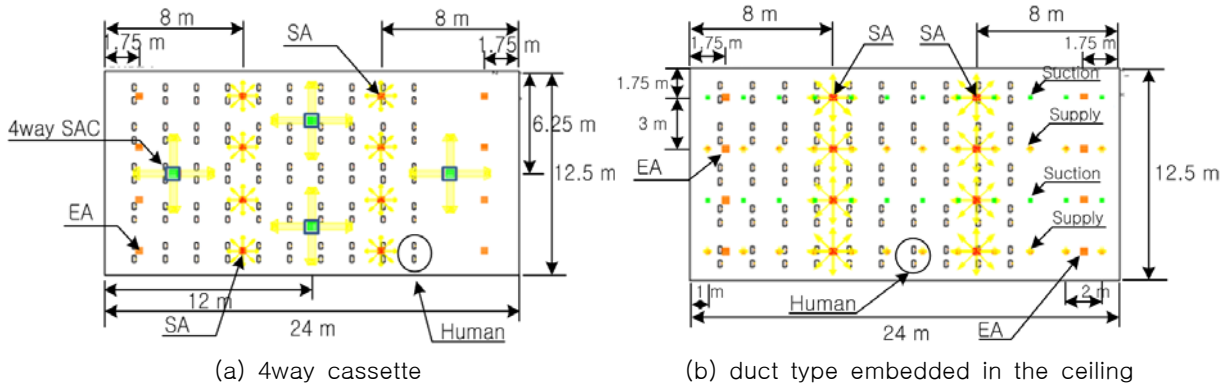 8 m
8 m
1.75 m
SA
1.75 m
4way SAC
6.25 m
12.5 m
EA
12 m
SA
24 m
Human
(a) 4way cassette
8 m
8 m
1.75 m
SA
SA
1.75 m
1.75 m
Suction
3 m
Supply
EA
12.5 m
Suction
Supply
1 m
Human
2 m
24 m
EA
(b) duct type embedded in the ceiling